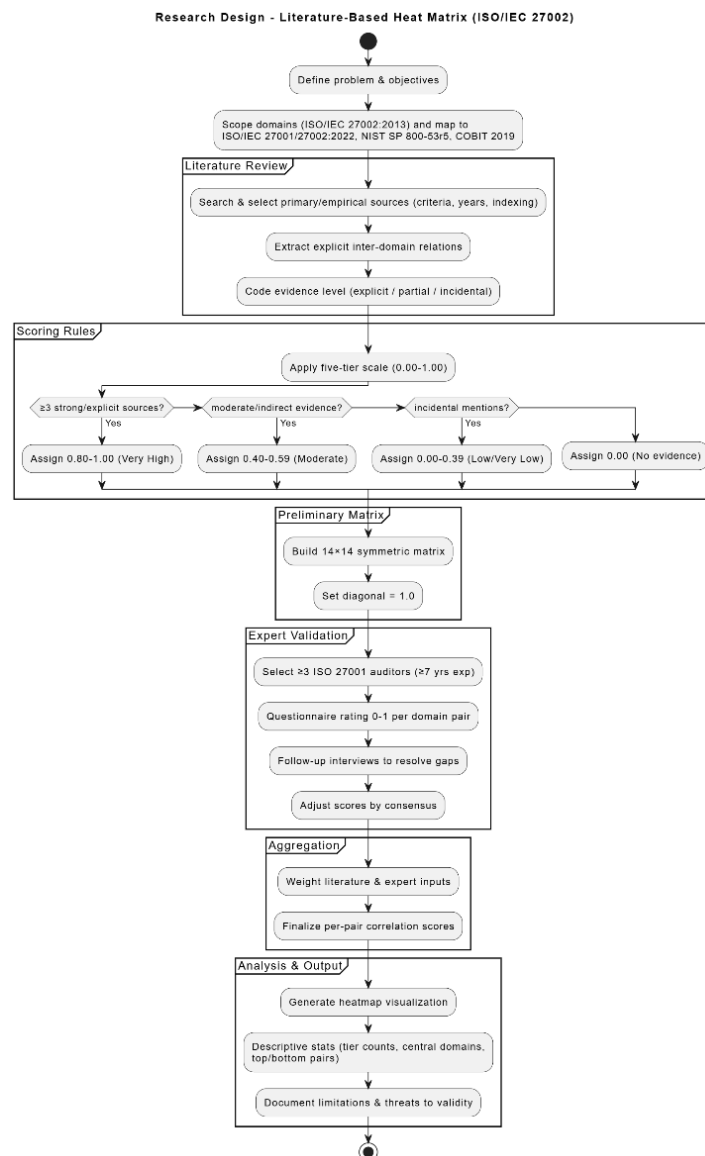 Research Design - Literature-Based Heat Matrix (ISO/IEC 27002)
Define problem & objectives
Scope domains (ISO/IEC 27002:2013) and map to
ISO/IEC 27001/27002:2022, NIST SP 800-53r5, COBIT 2019
Literature Review
Search & select primary/empirical sources (criteria, years, indexing)
Extract explicit inter-domain relations
Code evidence level (explicit / partial / incidental)
Scoring Rules
Apply five-tier scale (0.00-1.00)
≥3 strong/explicit sources?
moderate/indirect evidence?
incidental mentions?
Yes
Yes
Yes
Assign 0.80-1.00 (Very High)
Assign 0.40-0.59 (Moderate)
Assign 0.00-0.39 (Low/Very Low)
Assign 0.00 (No evidence)
Preliminary Matrix
Build 14×14 symmetric matrix
Set diagonal = 1.0
Expert Validation
Select ≥3 ISO 27001 auditors (≥7 yrs exp)
Questionnaire rating 0-1 per domain pair
Follow-up interviews to resolve gaps
Adjust scores by consensus
Aggregation
Weight literature & expert inputs
Finalize per-pair correlation scores
Analysis & Output
Generate heatmap visualization
Descriptive stats (tier counts, central domains,
top/bottom pairs)
Document limitations & threats to validity